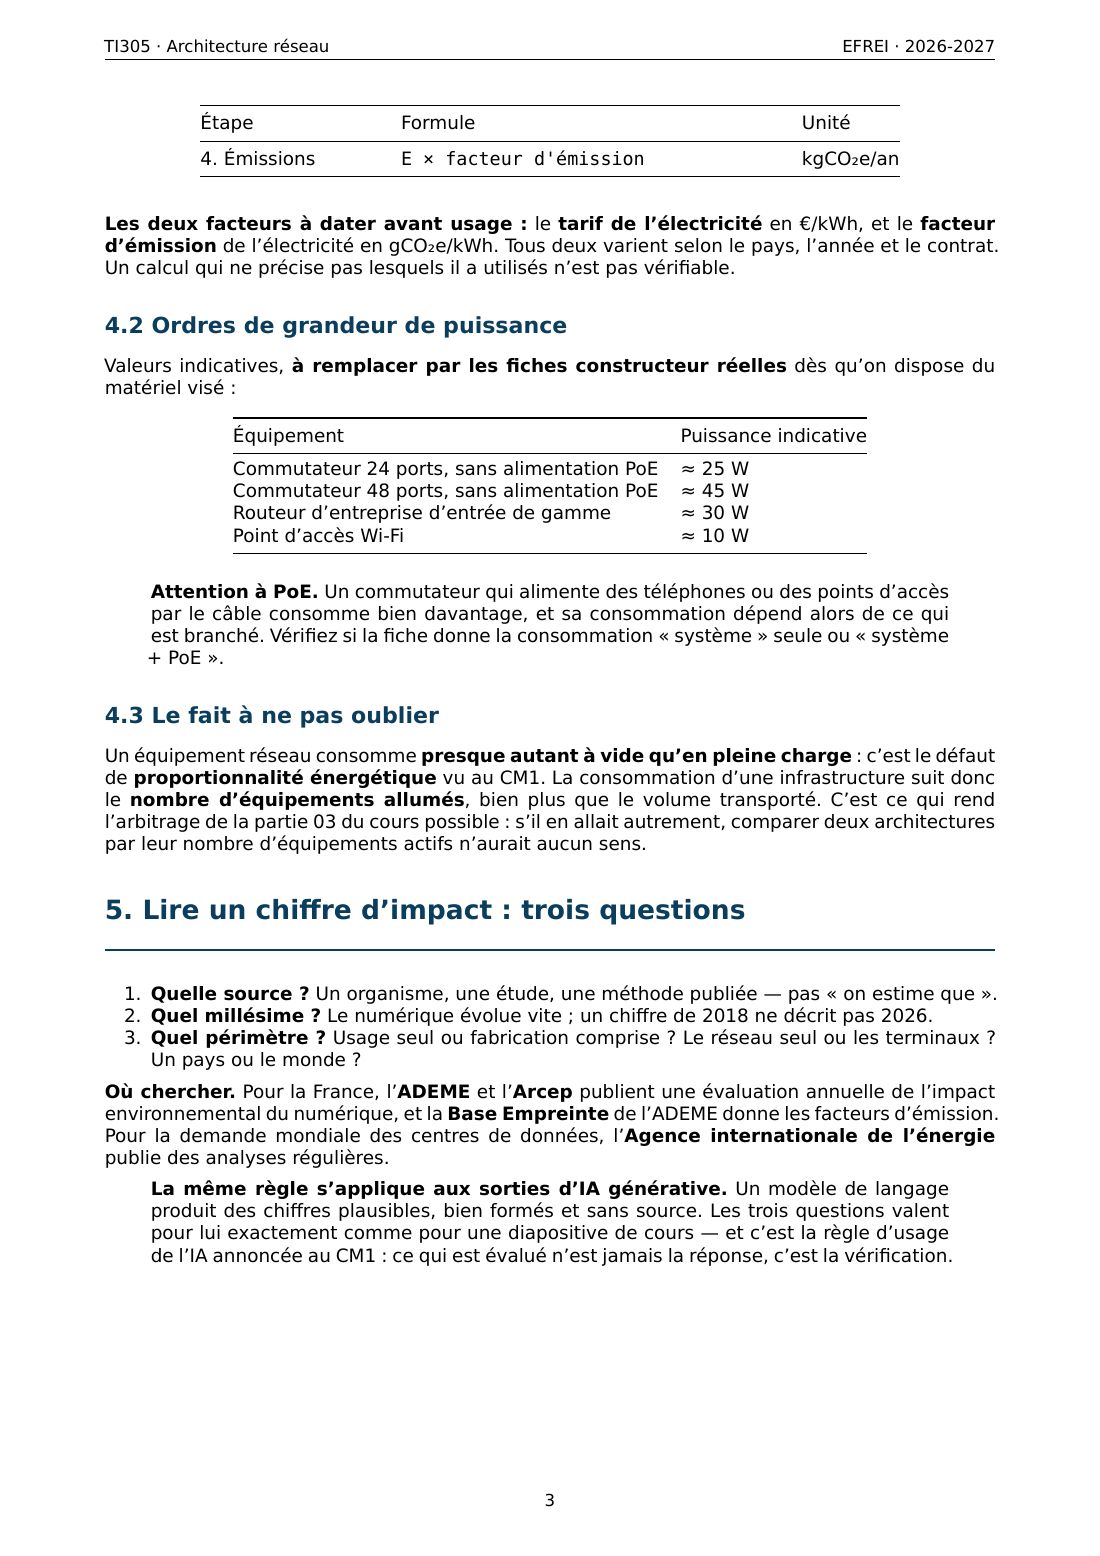 TI305 · Architecture réseau EFREI · 2026-2027
Étape Formule Unité
4. Émissions E × facteur d'émission kgCO₂e/an
Les deux facteurs à dater avant usage : le tarif de l’électricité en €/kWh, et le facteur
d’émission de l’électricité en gCO₂e/kWh. Tous deux varient selon le pays, l’année et le contrat.
Un calcul qui ne précise pas lesquels il a utilisés n’est pas vérifiable.
4.2 Ordres de grandeur de puissance
Valeurs indicatives, à remplacer par les fiches constructeur réelles dès qu’on dispose du
matériel visé :
Équipement Puissance indicative
Commutateur 24 ports, sans alimentation PoE ≈ 25 W
Commutateur 48 ports, sans alimentation PoE ≈ 45 W
Routeur d’entreprise d’entrée de gamme ≈ 30 W
Point d’accès Wi-Fi ≈ 10 W
Attention à PoE. Un commutateur qui alimente des téléphones ou des points d’accès
par le câble consomme bien davantage, et sa consommation dépend alors de ce qui
est branché. Vérifiez si la fiche donne la consommation « système » seule ou « système
+ PoE ».
4.3 Le fait à ne pas oublier
Un équipement réseau consomme presque autant à vide qu’en pleine charge : c’est le défaut
de proportionnalité énergétique vu au CM1. La consommation d’une infrastructure suit donc
le nombre d’équipements allumés, bien plus que le volume transporté. C’est ce qui rend
l’arbitrage de la partie 03 du cours possible : s’il en allait autrement, comparer deux architectures
par leur nombre d’équipements actifs n’aurait aucun sens.
5. Lire un chiffre d’impact : trois questions
1. Quelle source ? Un organisme, une étude, une méthode publiée — pas « on estime que ».
2. Quel millésime ? Le numérique évolue vite ; un chiffre de 2018 ne décrit pas 2026.
3. Quel périmètre ? Usage seul ou fabrication comprise ? Le réseau seul ou les terminaux ?
Un pays ou le monde ?
Où chercher. Pour la France, l’ADEME et l’Arcep publient une évaluation annuelle de l’impact
environnemental du numérique, et la Base Empreinte de l’ADEME donne les facteurs d’émission.
Pour la demande mondiale des centres de données, l’Agence internationale de l’énergie
publie des analyses régulières.
La même règle s’applique aux sorties d’IA générative. Un modèle de langage
produit des chiffres plausibles, bien formés et sans source. Les trois questions valent
pour lui exactement comme pour une diapositive de cours — et c’est la règle d’usage
de l’IA annoncée au CM1 : ce qui est évalué n’est jamais la réponse, c’est la vérification.
3